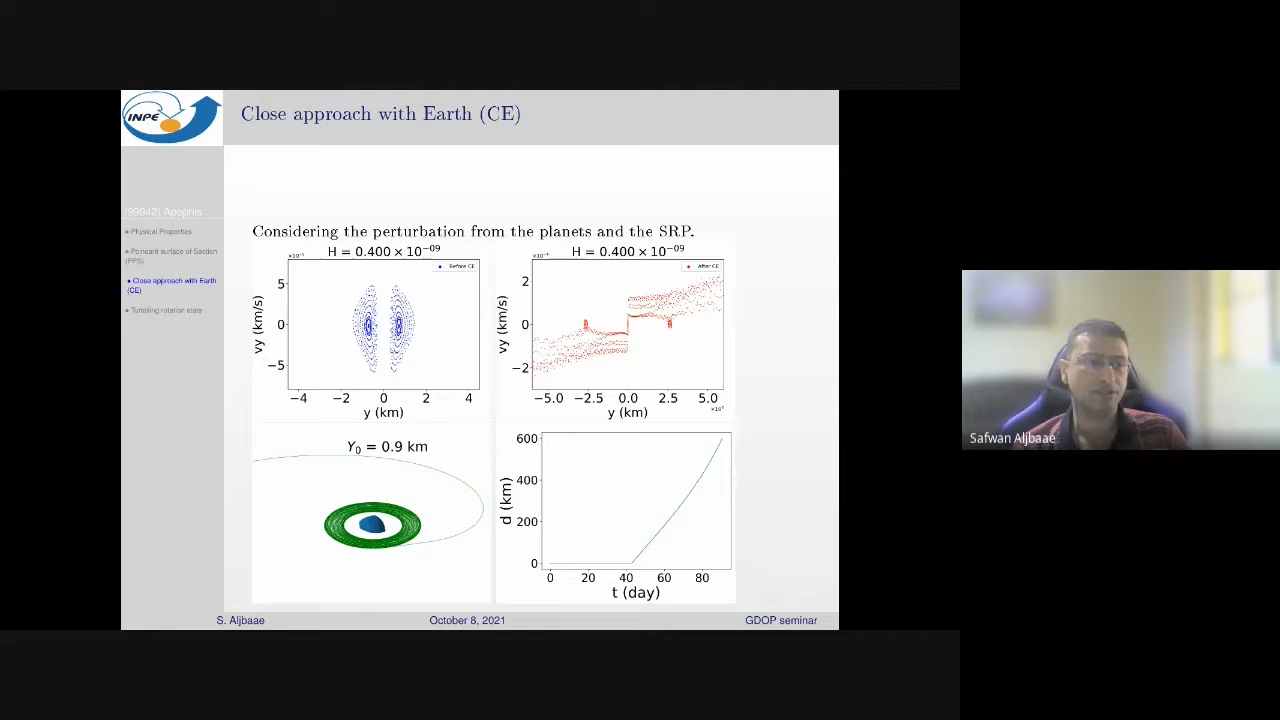 INPE
Close approach with Earth (CE)
(99942) Apophis
• Physical Properties
• Poincaré surface of Section
(PPS)
• Close approach with Earth
(CE)
• Tumbling rotation state
Considering the perturbation from the planets and the SRP.
H = 0.400 × 10⁻⁰⁹
Before CE
5
0
−5
vy (km/s)
−4 −2 0 2 4
y (km)
H = 0.400 × 10⁻⁰⁹
After CE
2
0
−2
vy (km/s)
−5.0 −2.5 0.0 2.5 5.0
y (km)
Y₀ = 0.9 km
600
400
200
0
d (km)
0 20 40 60 80
t (day)
S. Aljbaae October 8, 2021 GDOP seminar
Safwan Aljbaae